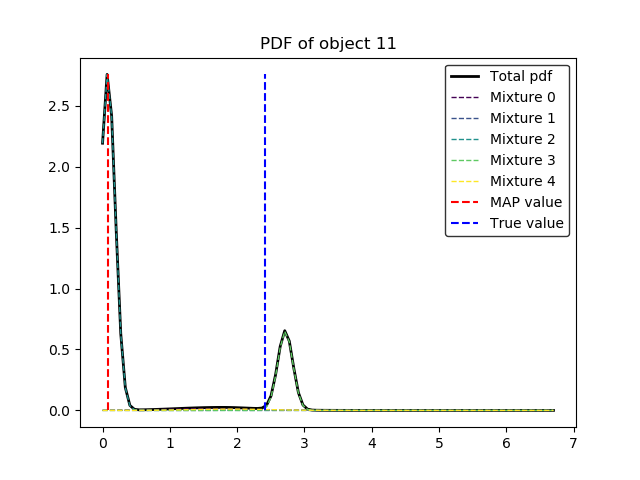 PDF of object 11
Total pdf
Mixture 0
Mixture 1
Mixture 2
Mixture 3
Mixture 4
MAP value
True value
2.5
2.0
1.5
1.0
0.5
0.0
0 1 2 3 4 5 6 7